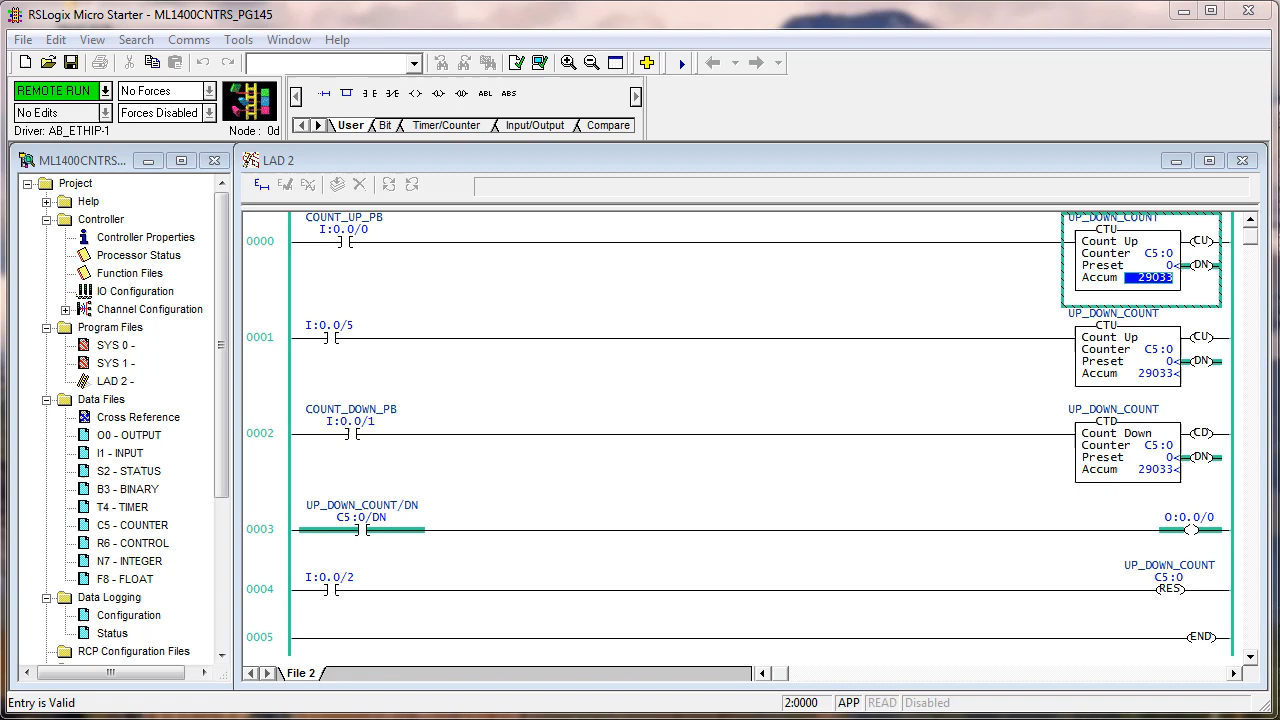 RSLogix Micro Starter - ML1400CNTRS_PG145
File Edit View Search Comms Tools Window Help
REMOTE RUN No Forces
No Edits Forces Disabled
Driver: AB_ETHIP-1 Node : 0d
ABL ABS
User Bit Timer/Counter Input/Output Compare
ML1400CNTRS...
Project
Help
Controller
Controller Properties
Processor Status
Function Files
IO Configuration
Channel Configuration
Program Files
SYS 0 -
SYS 1 -
LAD 2 -
Data Files
Cross Reference
O0 - OUTPUT
I1 - INPUT
S2 - STATUS
B3 - BINARY
T4 - TIMER
C5 - COUNTER
R6 - CONTROL
N7 - INTEGER
F8 - FLOAT
Data Logging
Configuration
Status
RCP Configuration Files
LAD 2
COUNT_UP_PB UP_DOWN_COUNT
I:0.0/0 CTU
0000 Count Up CU
Counter C5:0
Preset 0< DN
Accum 29033
UP_DOWN_COUNT
I:0.0/5 CTU
0001 Count Up CU
Counter C5:0
Preset 0< DN
Accum 29033<
COUNT_DOWN_PB UP_DOWN_COUNT
I:0.0/1 CTD
0002 Count Down CD
Counter C5:0
Preset 0< DN
Accum 29033<
UP_DOWN_COUNT/DN
C5:0/DN O:0.0/0
0003
UP_DOWN_COUNT
I:0.0/2 C5:0
0004 RES
0005 END
File 2
Entry is Valid 2:0000 APP READ Disabled